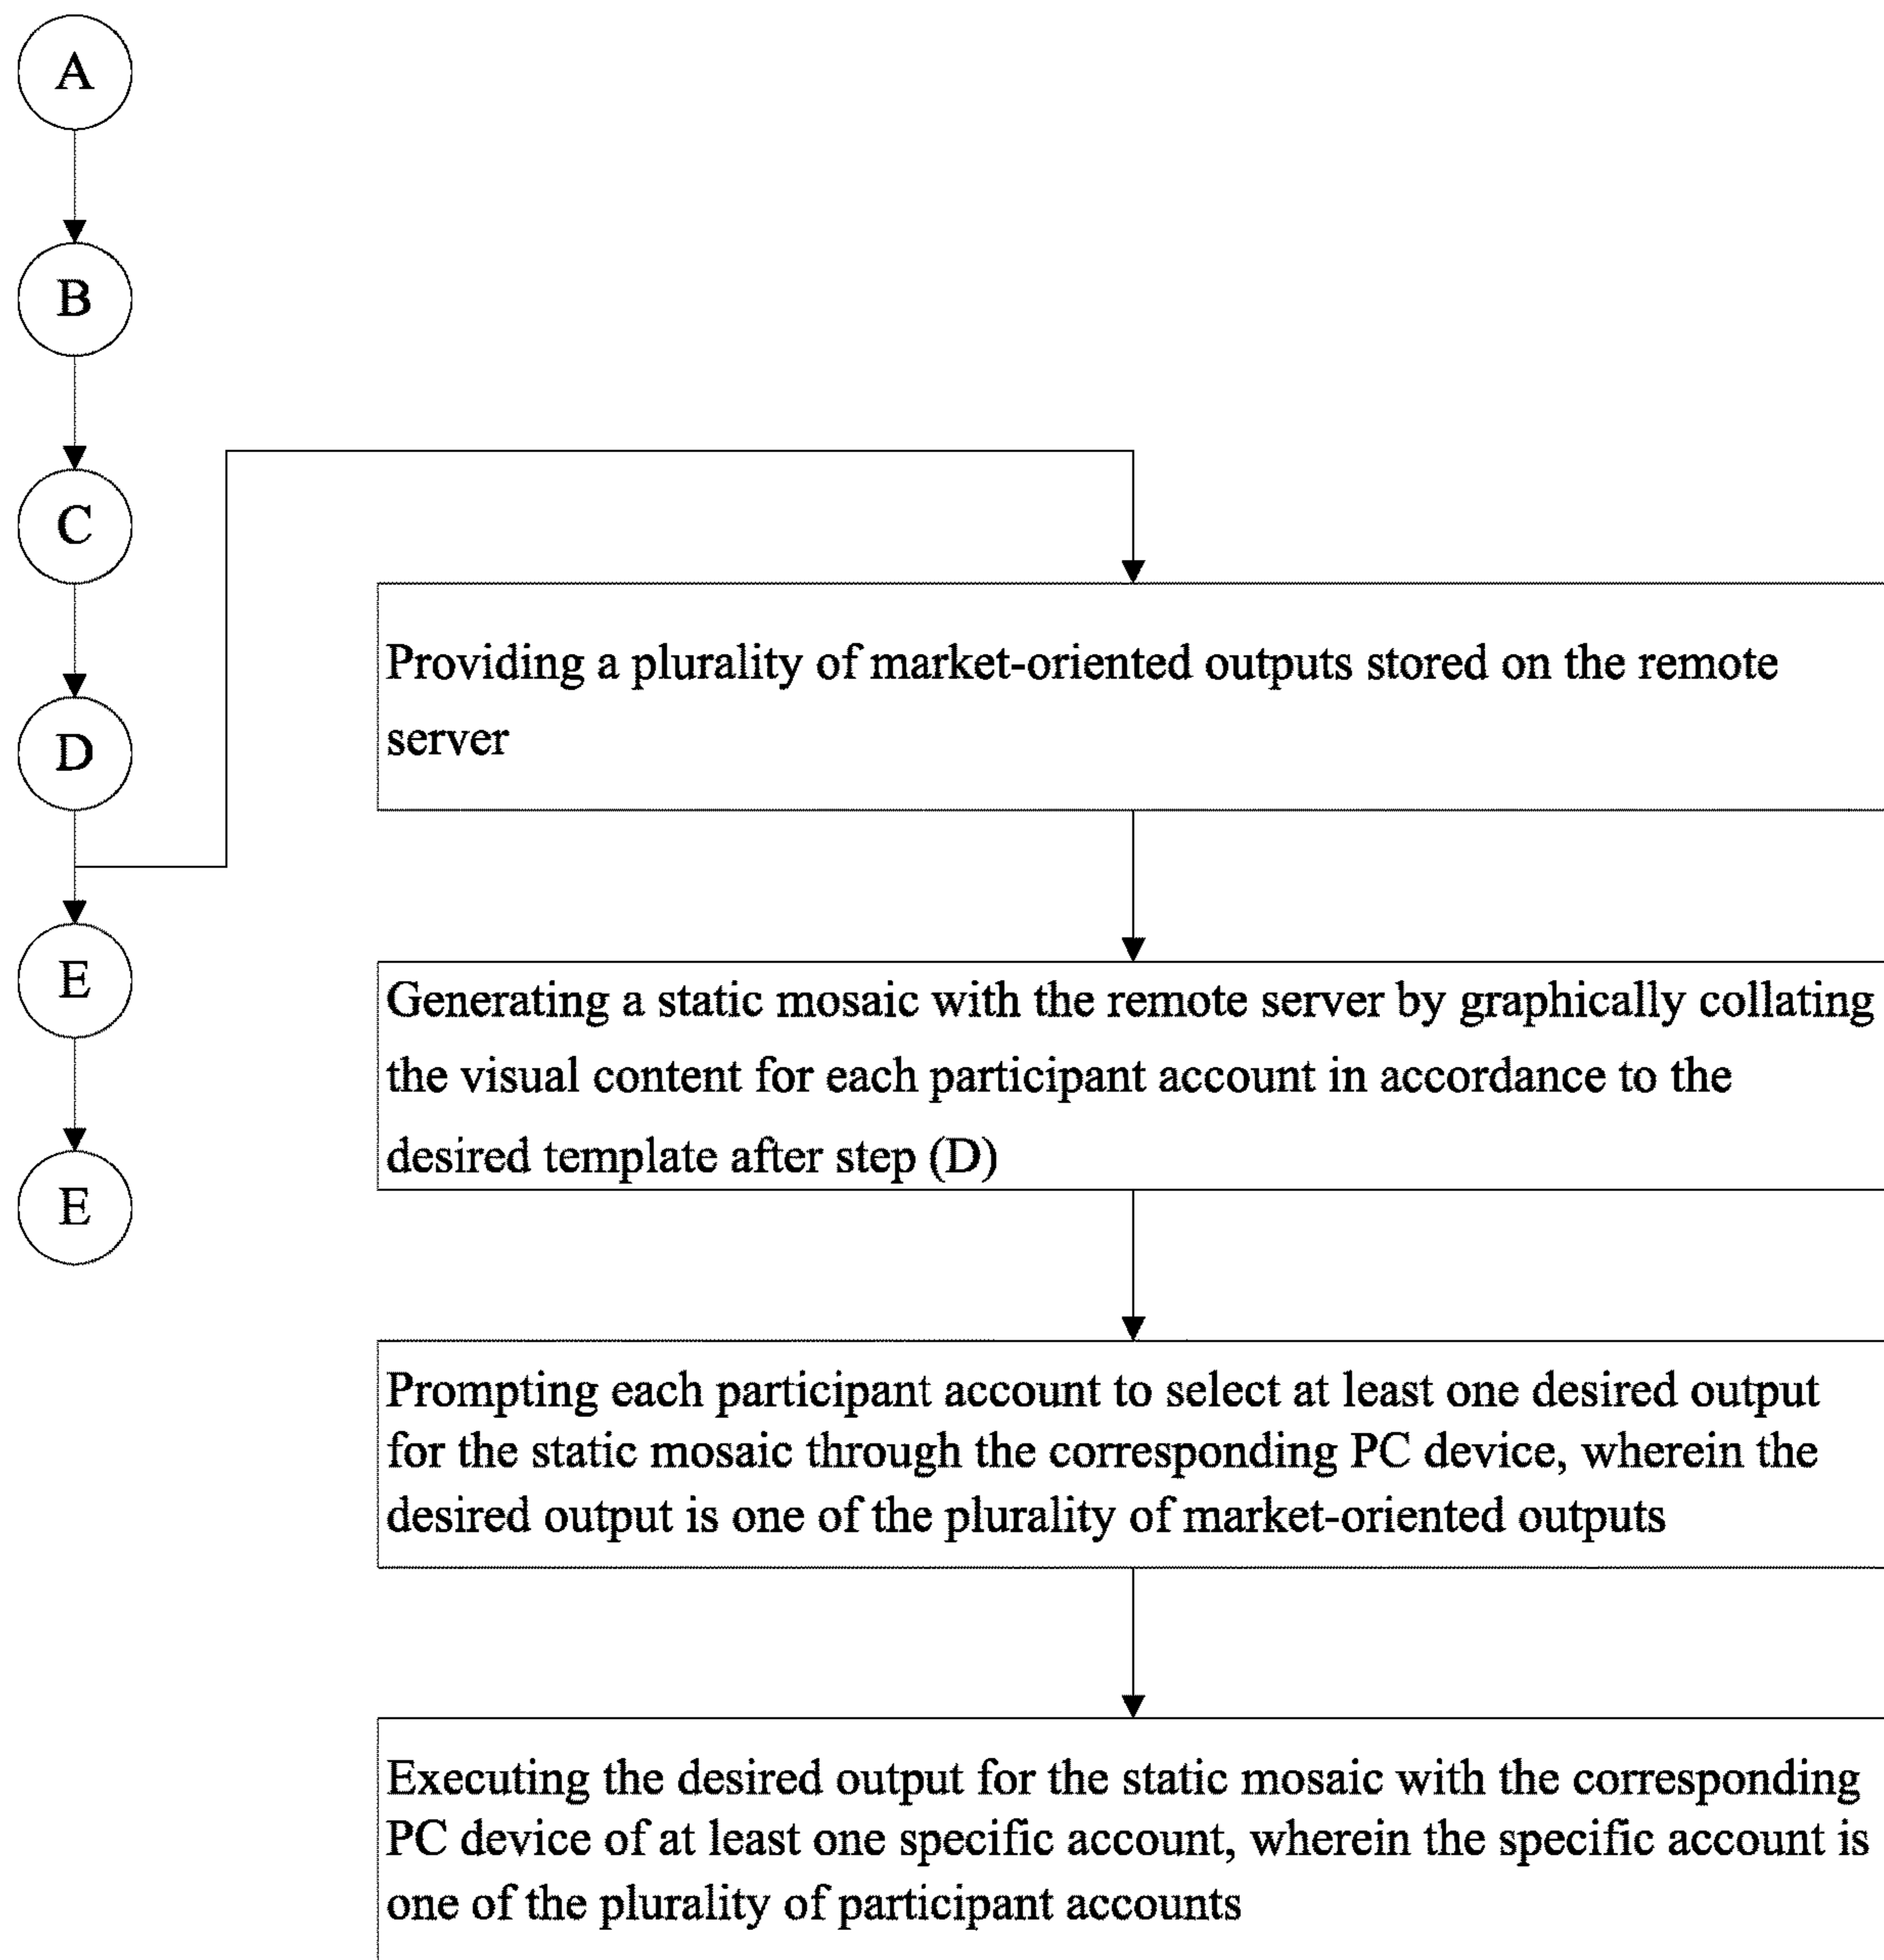 A
B
C
D
E
E
Providing a plurality of market-oriented outputs stored on the remote
server
Generating a static mosaic with the remote server by graphically collating
the visual content for each participant account in accordance to the
desired template after step (D)
Prompting each participant account to select at least one desired output
for the static mosaic through the corresponding PC device, wherein the
desired output is one of the plurality of market-oriented outputs
Executing the desired output for the static mosaic with the corresponding
PC device of at least one specific account, wherein the specific account is
one of the plurality of participant accounts